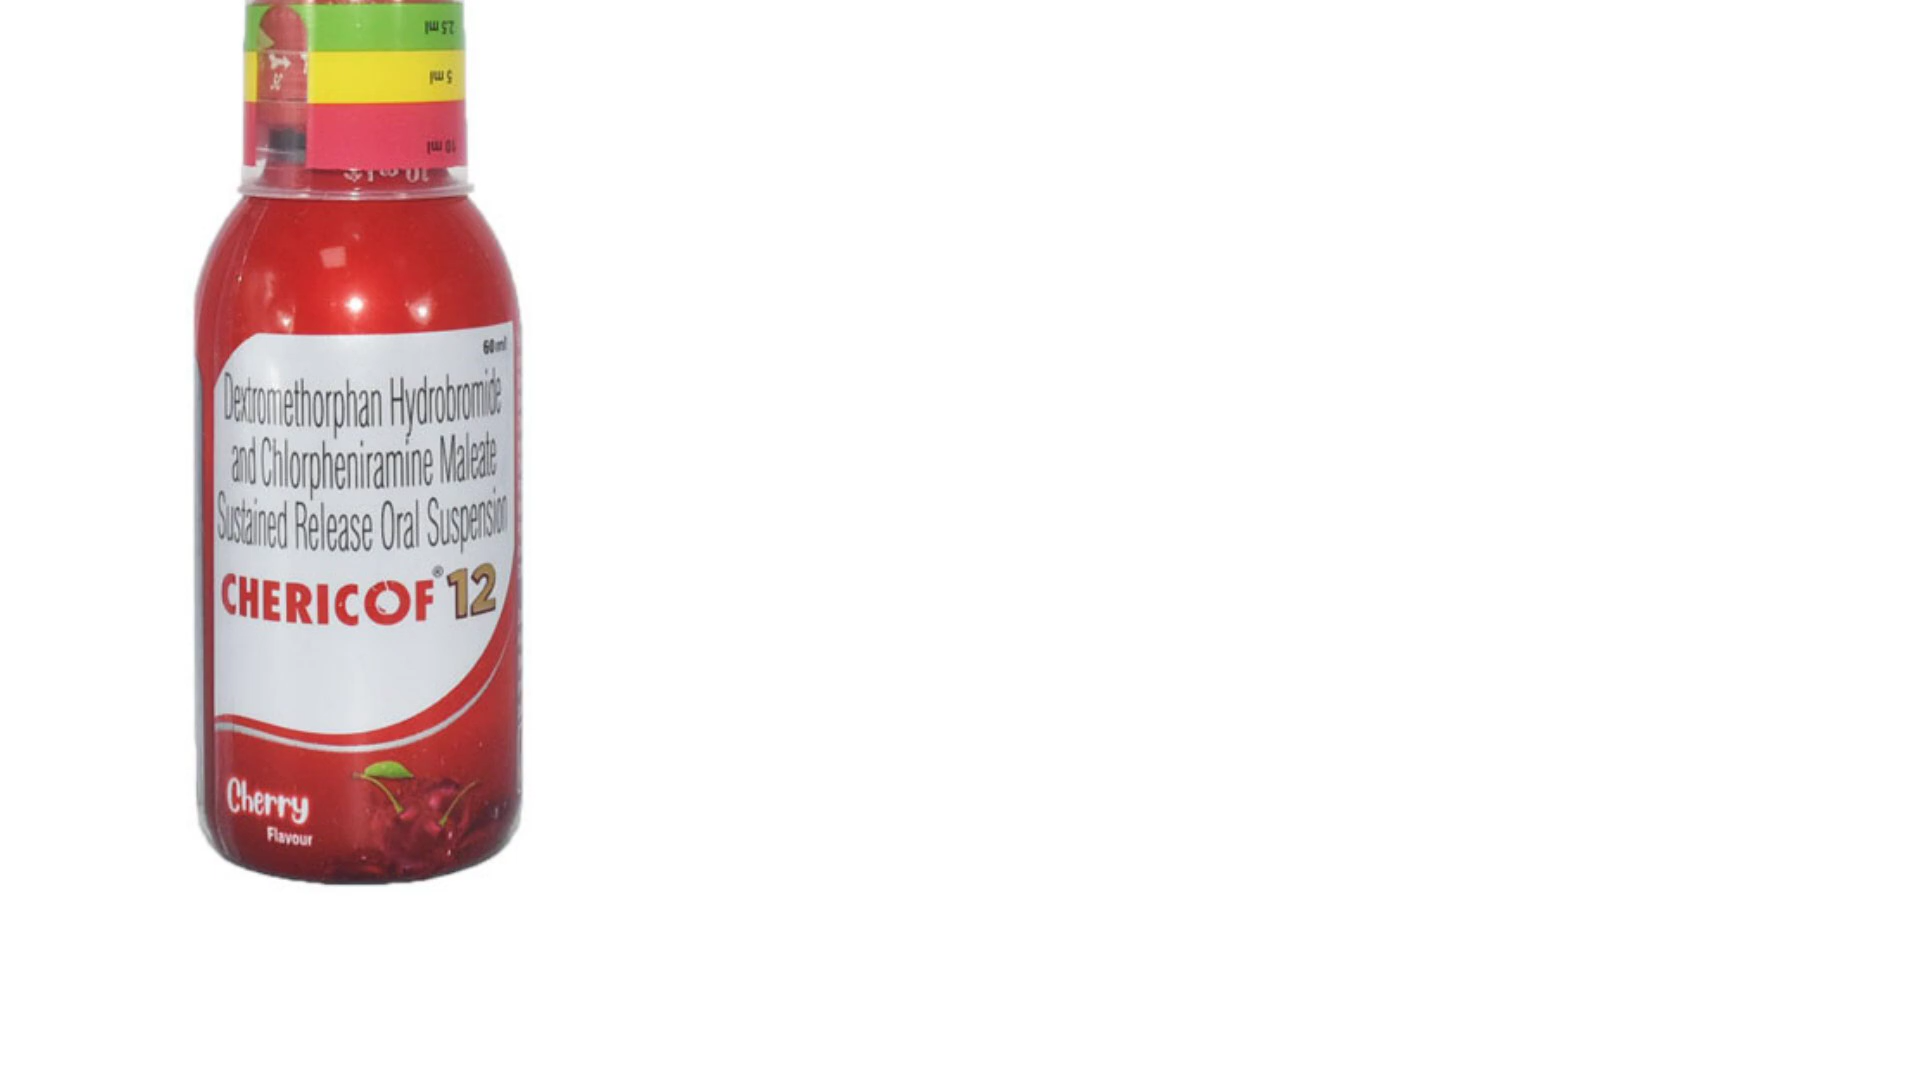 2.5 ml
5 ml
10 ml
60 ml
Dextromethorphan Hydrobromide
and Chlorpheniramine Maleate
Sustained Release Oral Suspension
CHERICOF® 12
Cherry
Flavour